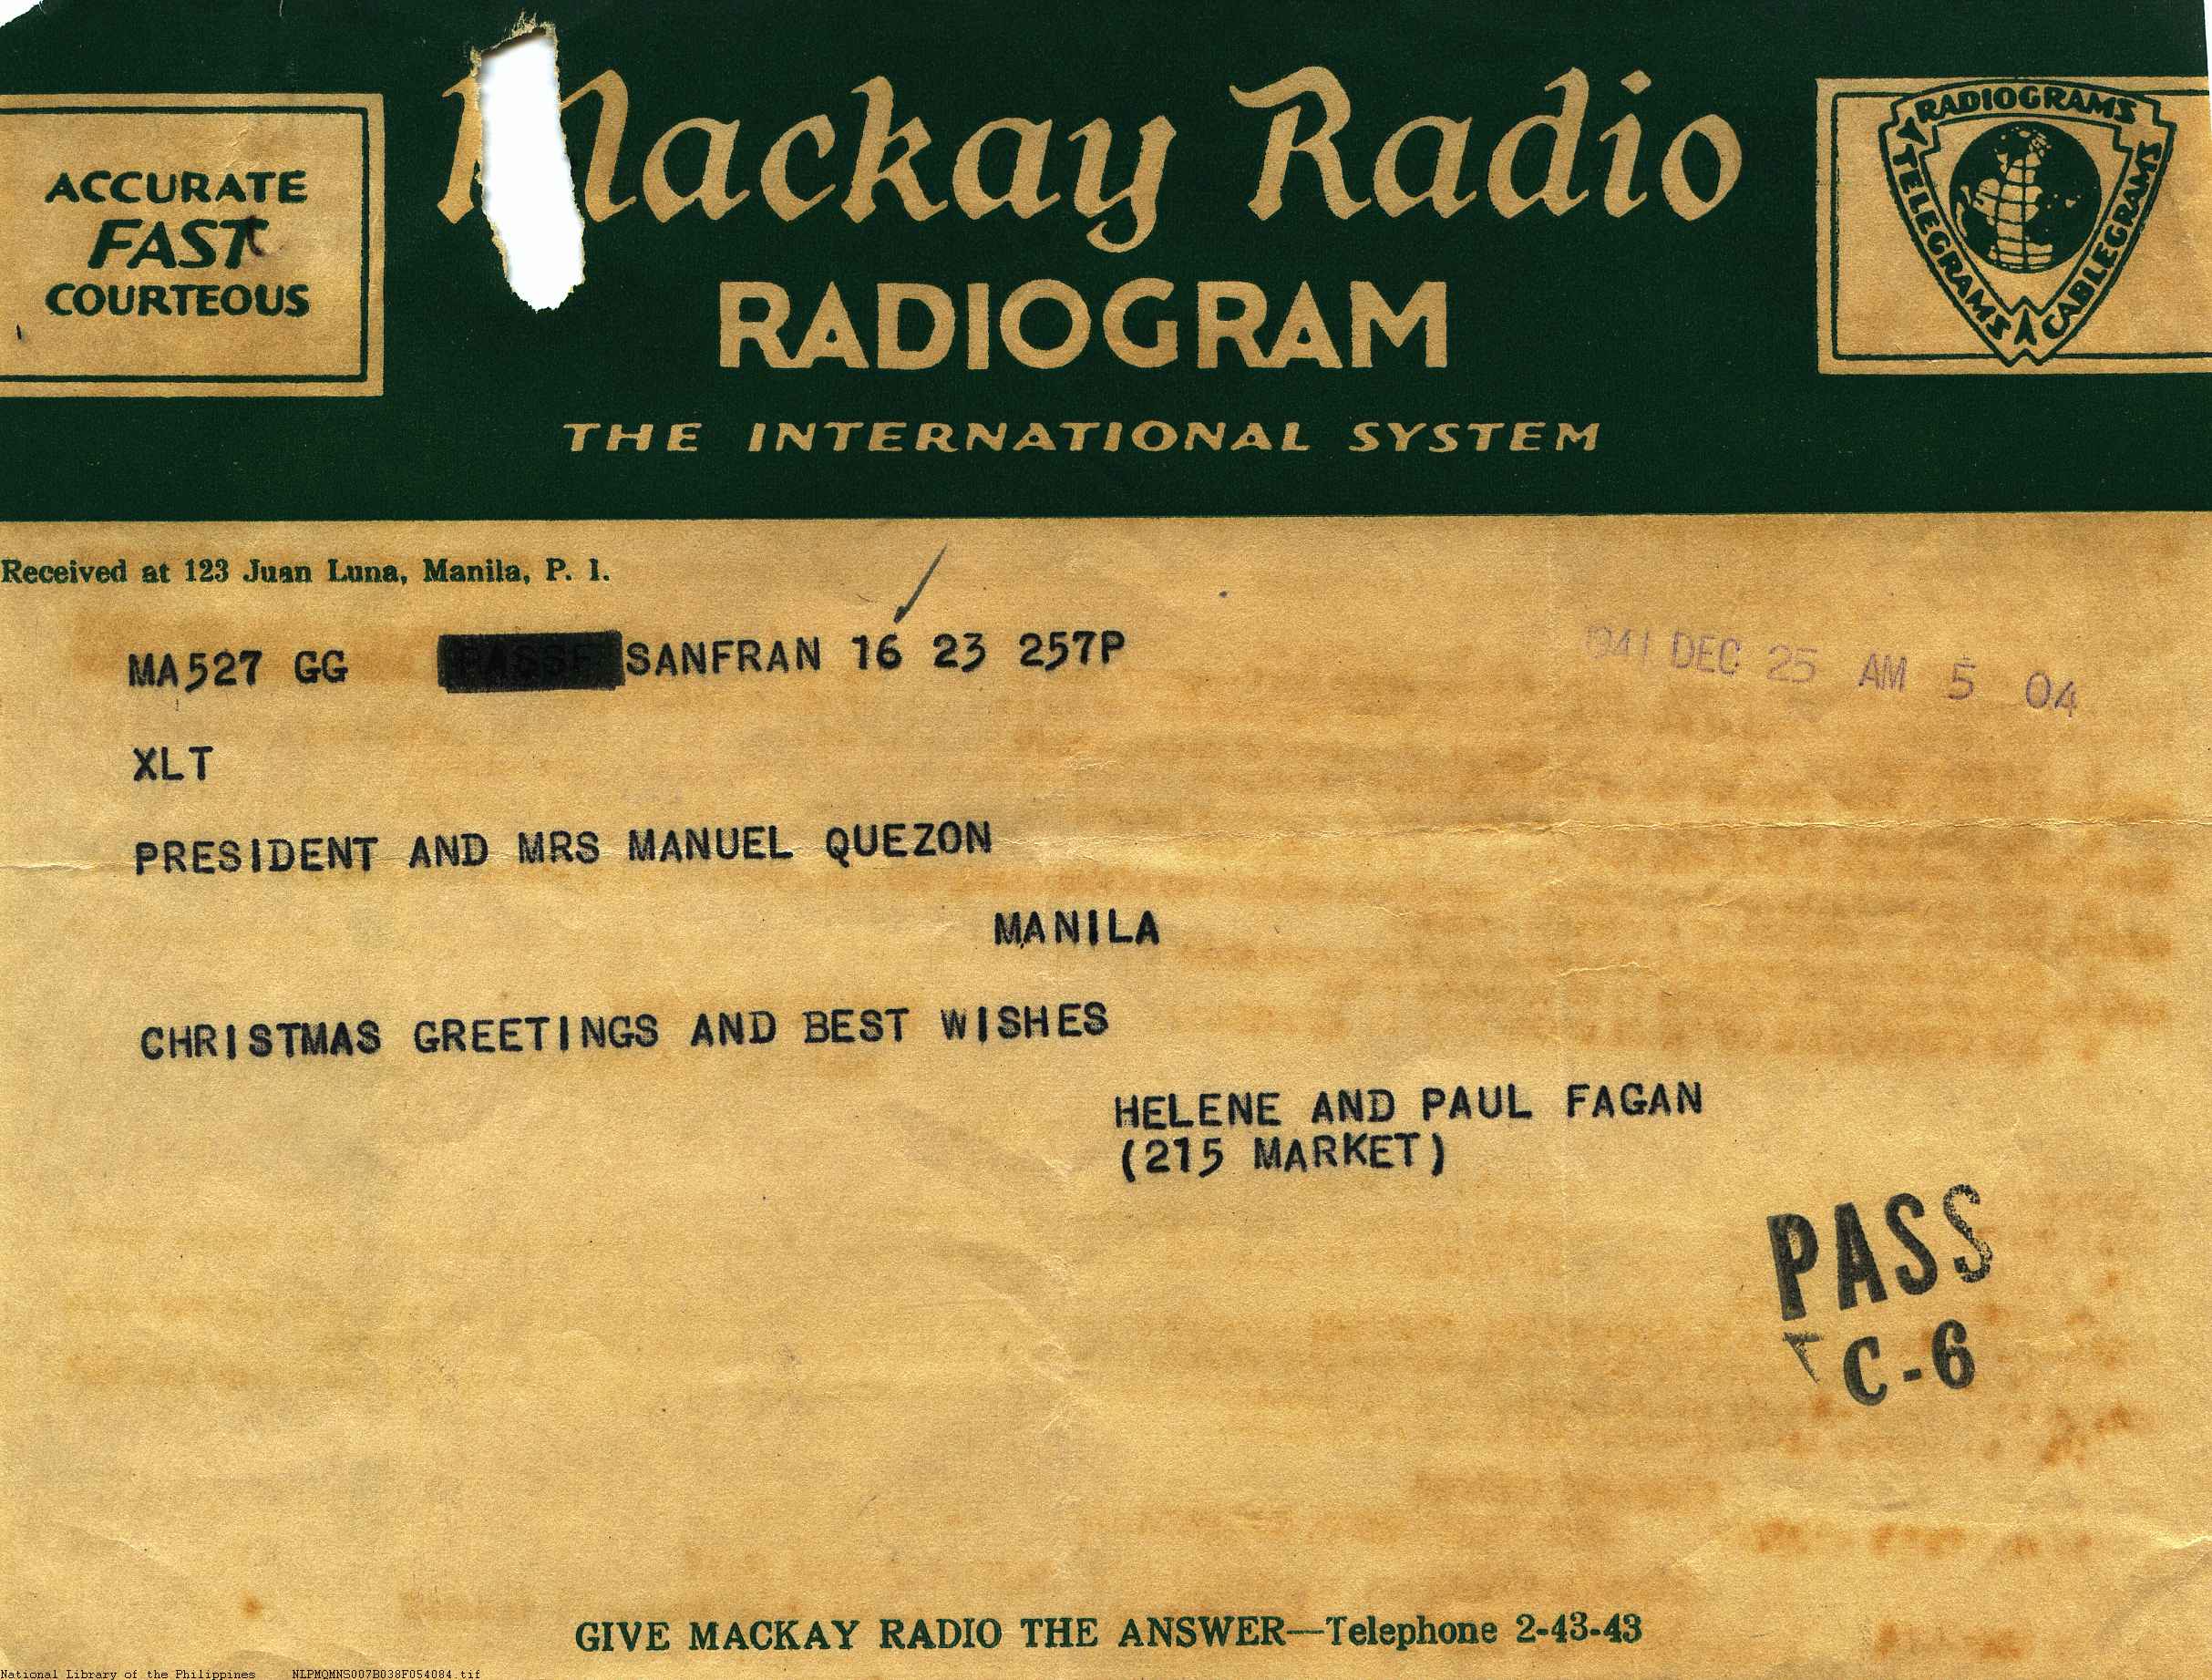 ACCURATE
FAST
COURTEOUS
Mackay Radio
RADIOGRAM
THE INTERNATIONAL SYSTEM
RADIOGRAMS
TELEGRAMS
CABLEGRAMS
Received at 123 Juan Luna, Manila, P. I.
MA527 GG SANFRAN 16 23 257P
941 DEC 25 AM 5 04
XLT
PRESIDENT AND MRS MANUEL QUEZON
MANILA
CHRISTMAS GREETINGS AND BEST WISHES
HELENE AND PAUL FAGAN
(215 MARKET)
PASS
C-6
GIVE MACKAY RADIO THE ANSWER—Telephone 2-43-43
National Library of the Philippines NLPMQMNS007B038F054084.tif